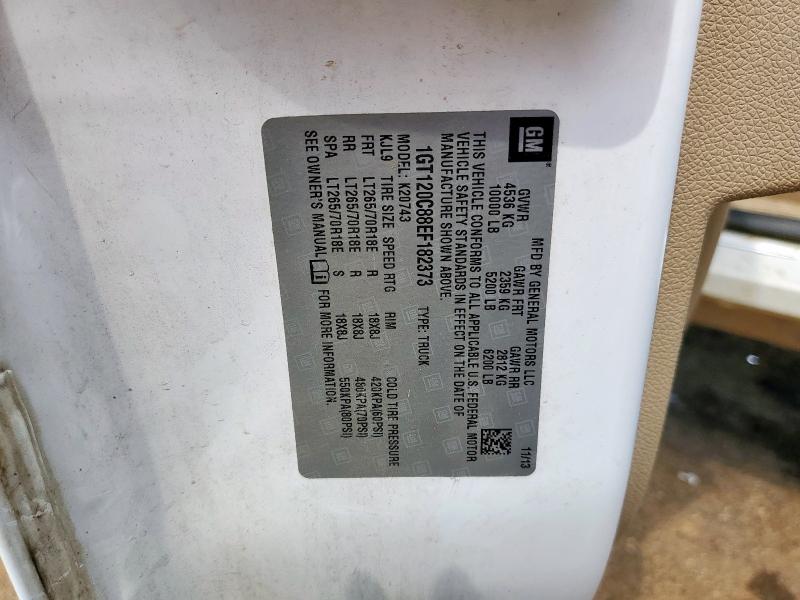 GM
MFD BY GENERAL MOTORS LLC 11/13
GVWR GAWR FRT GAWR RR
4536 KG 2359 KG 2812 KG
10000 LB 5200 LB 6200 LB
THIS VEHICLE CONFORMS TO ALL APPLICABLE U.S. FEDERAL MOTOR
VEHICLE SAFETY STANDARDS IN EFFECT ON THE DATE OF
MANUFACTURE SHOWN ABOVE.
1GT120C88EF182373 TYPE: TRUCK
MODEL: K20743
KJL9 TIRE SIZE SPEED RTG RIM COLD TIRE PRESSURE
FRT LT265/70R18E R 18X8J 420KPA(60PSI)
RR LT265/70R18E R 18X8J 480KPA(70PSI)
SPA LT265/70R18E S 18X8J 550KPA(80PSI)
SEE OWNER'S MANUAL FOR MORE INFORMATION.